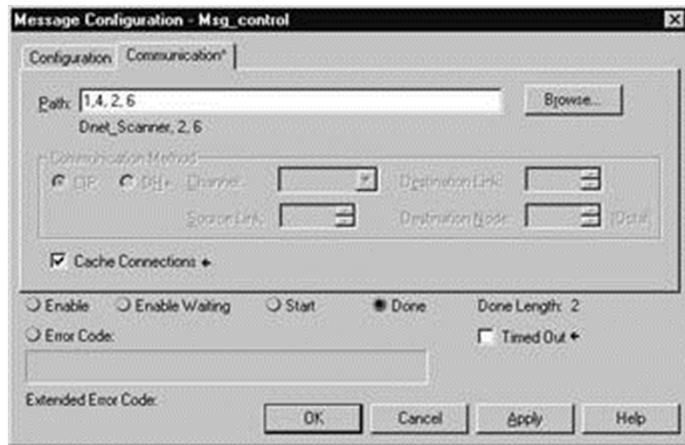 Message Configuration - Msg_control
Configuration Communication*
Path: 1,4, 2, 6 Browse...
Dnet_Scanner, 2, 6
Communication Method
CIP DH+ Channel: Destination Link:
Source Link: Destination Node: (Octal)
Cache Connections
Enable Enable Waiting Start Done Done Length: 2
Error Code: Timed Out
Extended Error Code:
OK Cancel Apply Help